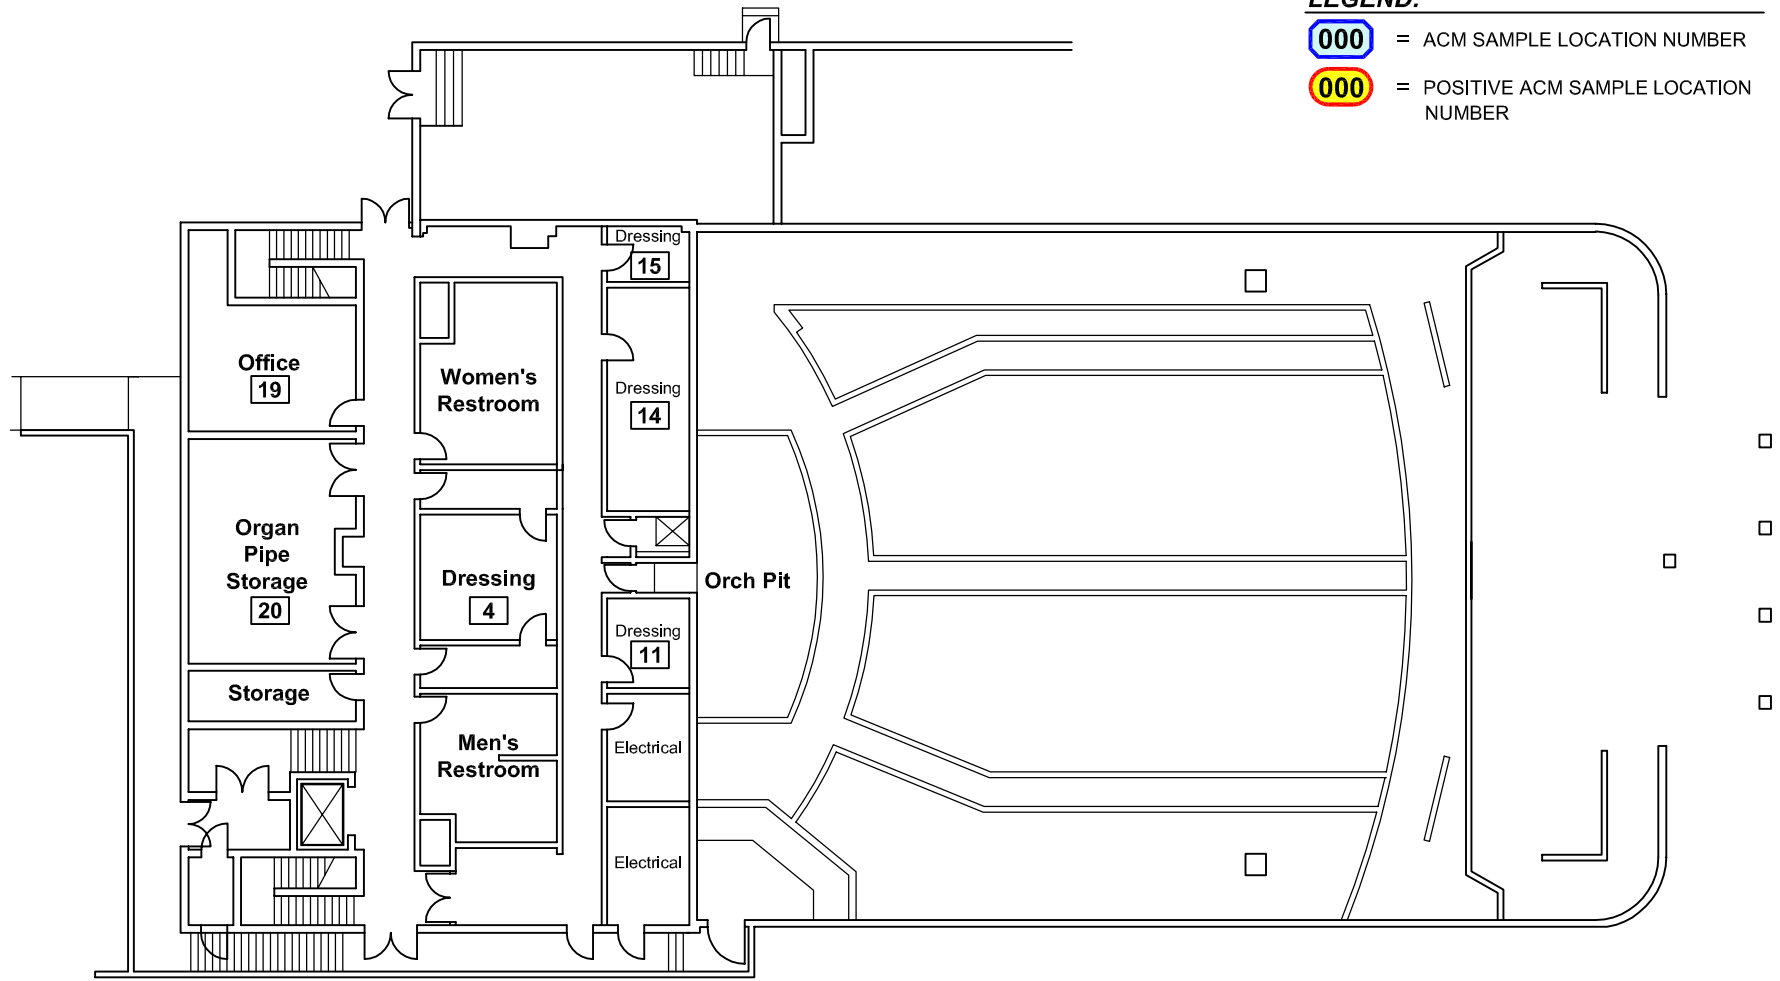 LEGEND:
000 = ACM SAMPLE LOCATION NUMBER
000 = POSITIVE ACM SAMPLE LOCATION
NUMBER
Dressing
15
Office
19
Women's
Restroom
Dressing
14
Organ
Pipe
Storage
20
Dressing
4
Orch Pit
Dressing
11
Storage
Men's
Restroom
Electrical
Electrical